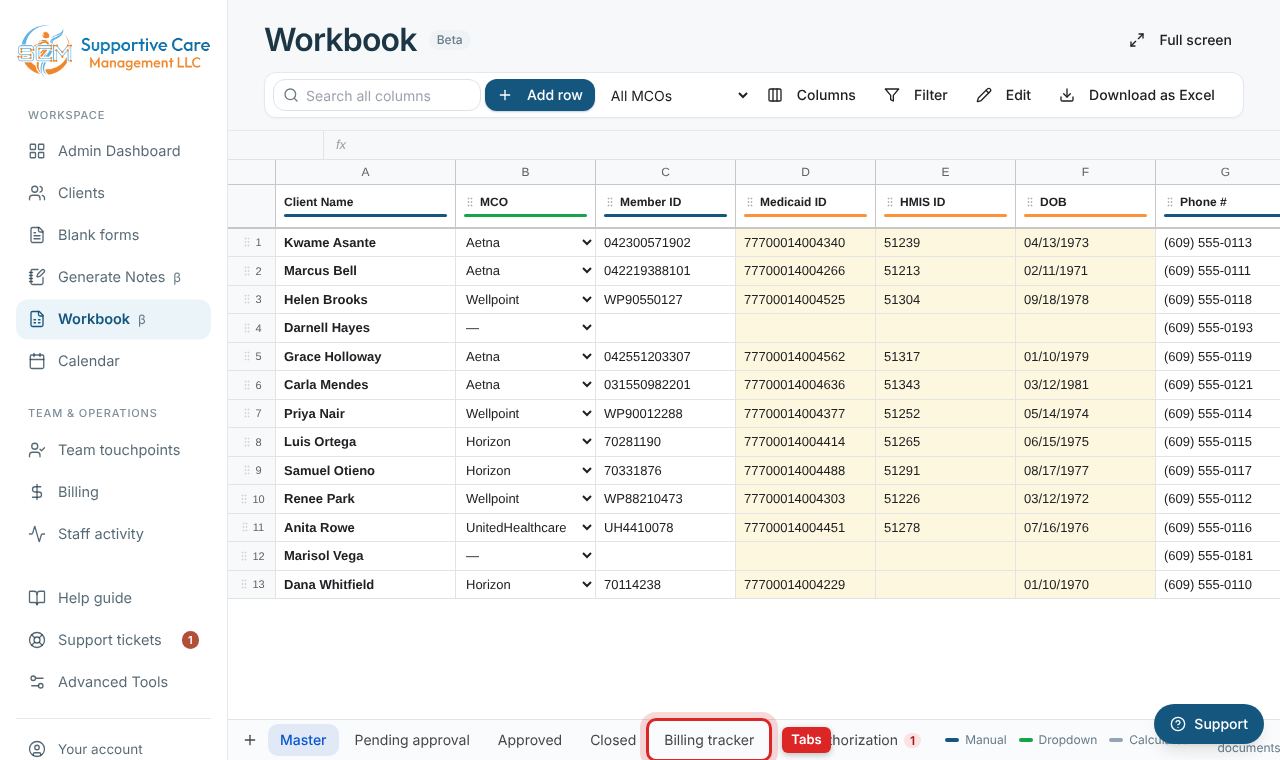 SCM Supportive Care
Management LLC
WORKSPACE
Admin Dashboard
Clients
Blank forms
Generate Notes β
Workbook β
Calendar
TEAM & OPERATIONS
Team touchpoints
Billing
Staff activity
Help guide
Support tickets 1
Advanced Tools
Your account
Workbook Beta Full screen
Search all columns + Add row All MCOs Columns Filter Edit Download as Excel
fx
A B C D E F G
Client Name MCO Member ID Medicaid ID HMIS ID DOB Phone #
1 Kwame Asante Aetna 042300571902 77700014004340 51239 04/13/1973 (609) 555-0113
2 Marcus Bell Aetna 042219388101 77700014004266 51213 02/11/1971 (609) 555-0111
3 Helen Brooks Wellpoint WP90550127 77700014004525 51304 09/18/1978 (609) 555-0118
4 Darnell Hayes — (609) 555-0193
5 Grace Holloway Aetna 042551203307 77700014004562 51317 01/10/1979 (609) 555-0119
6 Carla Mendes Aetna 031550982201 77700014004636 51343 03/12/1981 (609) 555-0121
7 Priya Nair Wellpoint WP90012288 77700014004377 51252 05/14/1974 (609) 555-0114
8 Luis Ortega Horizon 70281190 77700014004414 51265 06/15/1975 (609) 555-0115
9 Samuel Otieno Horizon 70331876 77700014004488 51291 08/17/1977 (609) 555-0117
10 Renee Park Wellpoint WP88210473 77700014004303 51226 03/12/1972 (609) 555-0112
11 Anita Rowe UnitedHealthcare UH4410078 77700014004451 51278 07/16/1976 (609) 555-0116
12 Marisol Vega — (609) 555-0181
13 Dana Whitfield Horizon 70114238 77700014004229 01/10/1970 (609) 555-0110
+ Master Pending approval Approved Closed Billing tracker Tabs horization 1 Manual Dropdown
Support
documents